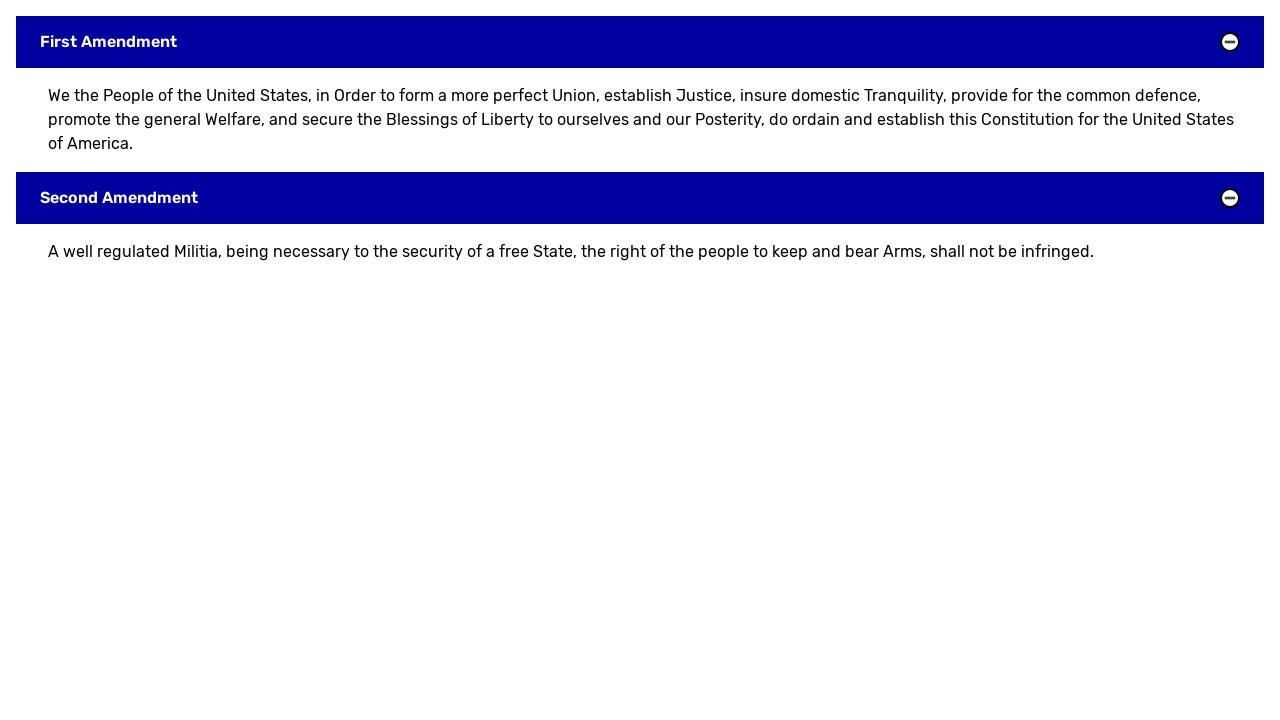 First Amendment
We the People of the United States, in Order to form a more perfect Union, establish Justice, insure domestic Tranquility, provide for the common defence,
promote the general Welfare, and secure the Blessings of Liberty to ourselves and our Posterity, do ordain and establish this Constitution for the United States
of America.
Second Amendment
A well regulated Militia, being necessary to the security of a free State, the right of the people to keep and bear Arms, shall not be infringed.